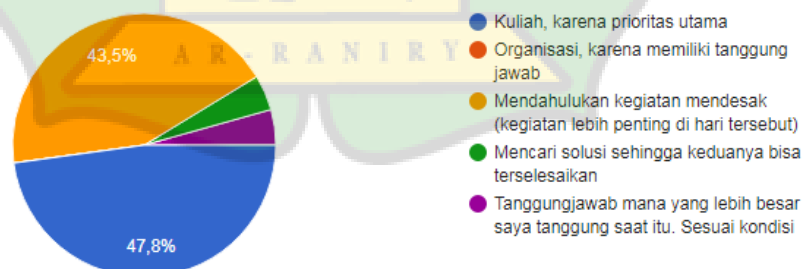 43,5%
47,8%
AR-RANIRY
Kuliah, karena prioritas utama
Organisasi, karena memiliki tanggung
jawab
Mendahulukan kegiatan mendesak
(kegiatan lebih penting di hari tersebut)
Mencari solusi sehingga keduanya bisa
terselesaikan
Tanggungjawab mana yang lebih besar
saya tanggung saat itu. Sesuai kondisi